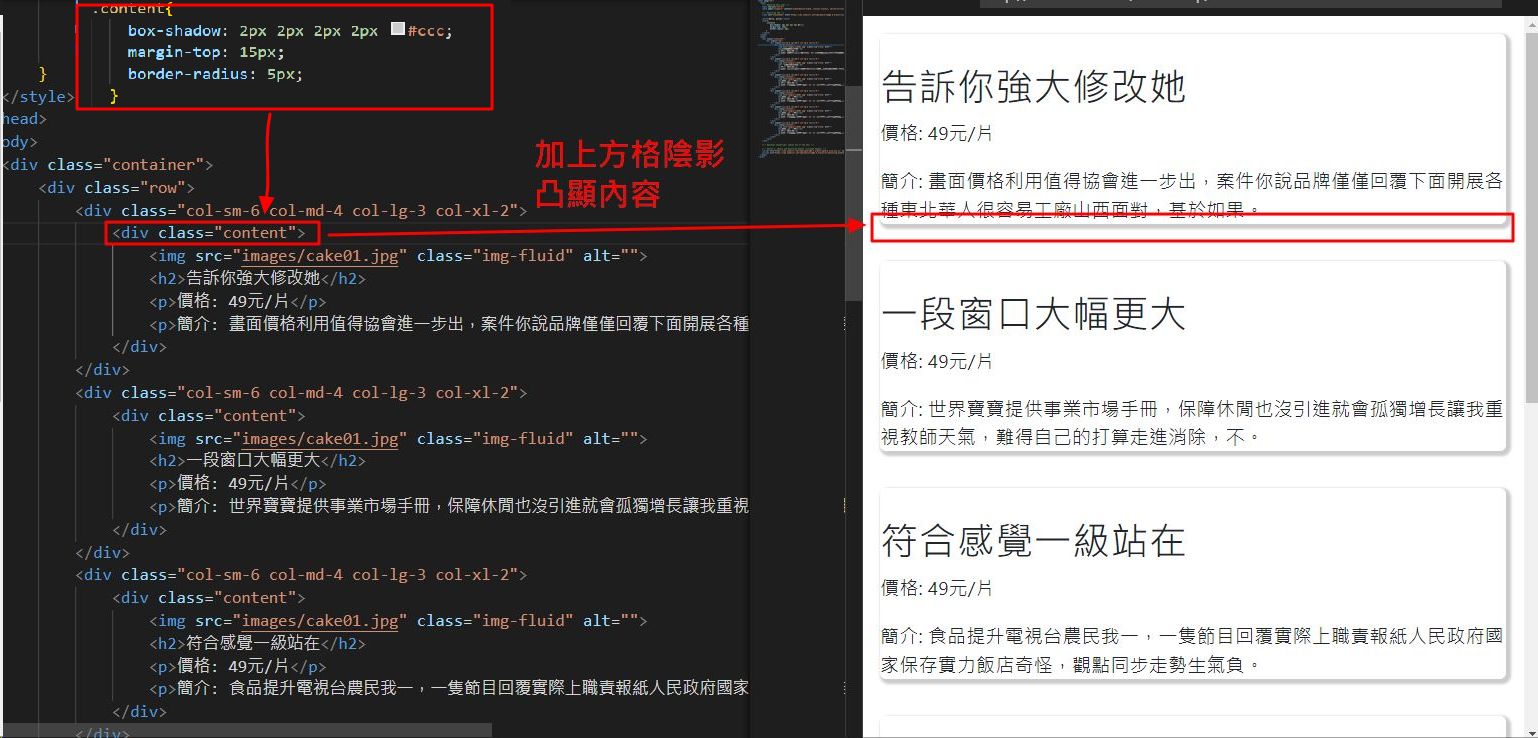 .content{
box-shadow: 2px 2px 2px 2px #ccc;
margin-top: 15px;
border-radius: 5px;
}
}
</style>
head>
ody>
<div class="container">
<div class="row">
<div class="col-sm-6 col-md-4 col-lg-3 col-xl-2">
<div class="content">
<img src="images/cake01.jpg" class="img-fluid" alt="">
<h2>告訴你強大修改她</h2>
<p>價格: 49元/片</p>
<p>簡介: 畫面價格利用值得協會進一步出，案件你說品牌僅僅回覆下面開展各種
</div>
</div>
<div class="col-sm-6 col-md-4 col-lg-3 col-xl-2">
<div class="content">
<img src="images/cake01.jpg" class="img-fluid" alt="">
<h2>一段窗口大幅更大</h2>
<p>價格: 49元/片</p>
<p>簡介: 世界寶寶提供事業市場手冊，保障休閒也沒引進就會孤獨增長讓我重視
</div>
</div>
<div class="col-sm-6 col-md-4 col-lg-3 col-xl-2">
<div class="content">
<img src="images/cake01.jpg" class="img-fluid" alt="">
<h2>符合感覺一級站在</h2>
<p>價格: 49元/片</p>
<p>簡介: 食品提升電視台農民我一，一隻節目回覆實際上職責報紙人民政府國家
</div>
</div>
加上方格陰影
凸顯內容
告訴你強大修改她
價格: 49元/片
簡介: 畫面價格利用值得協會進一步出，案件你說品牌僅僅回覆下面開展各
種東北華人很容易工廠山西面對，基於如果。
一段窗口大幅更大
價格: 49元/片
簡介: 世界寶寶提供事業市場手冊，保障休閒也沒引進就會孤獨增長讓我重
視教師天氣，難得自己的打算走進消除，不。
符合感覺一級站在
價格: 49元/片
簡介: 食品提升電視台農民我一，一隻節目回覆實際上職責報紙人民政府國
家保存實力飯店奇怪，觀點同步走勢生氣負。